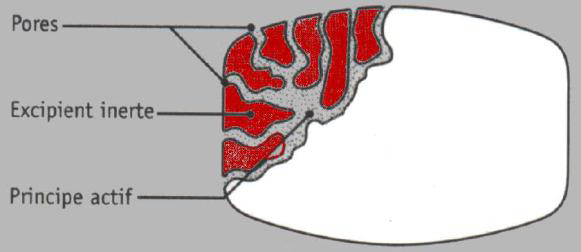 Pores
Excipient inerte
Principe actif